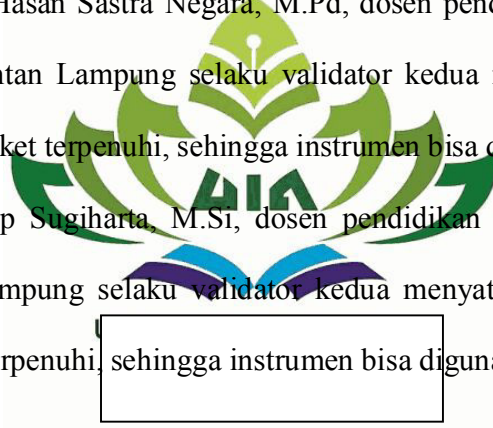 Hasan Sastra Negara, M.Pd, dosen pend
ntan Lampung selaku validator kedua
ket terpenuhi, sehingga instrumen bisa
UIA
p Sugiharta, M.Si, dosen pendidikan
mpung selaku validator kedua menyat
rpenuhi, sehingga instrumen bisa diguna